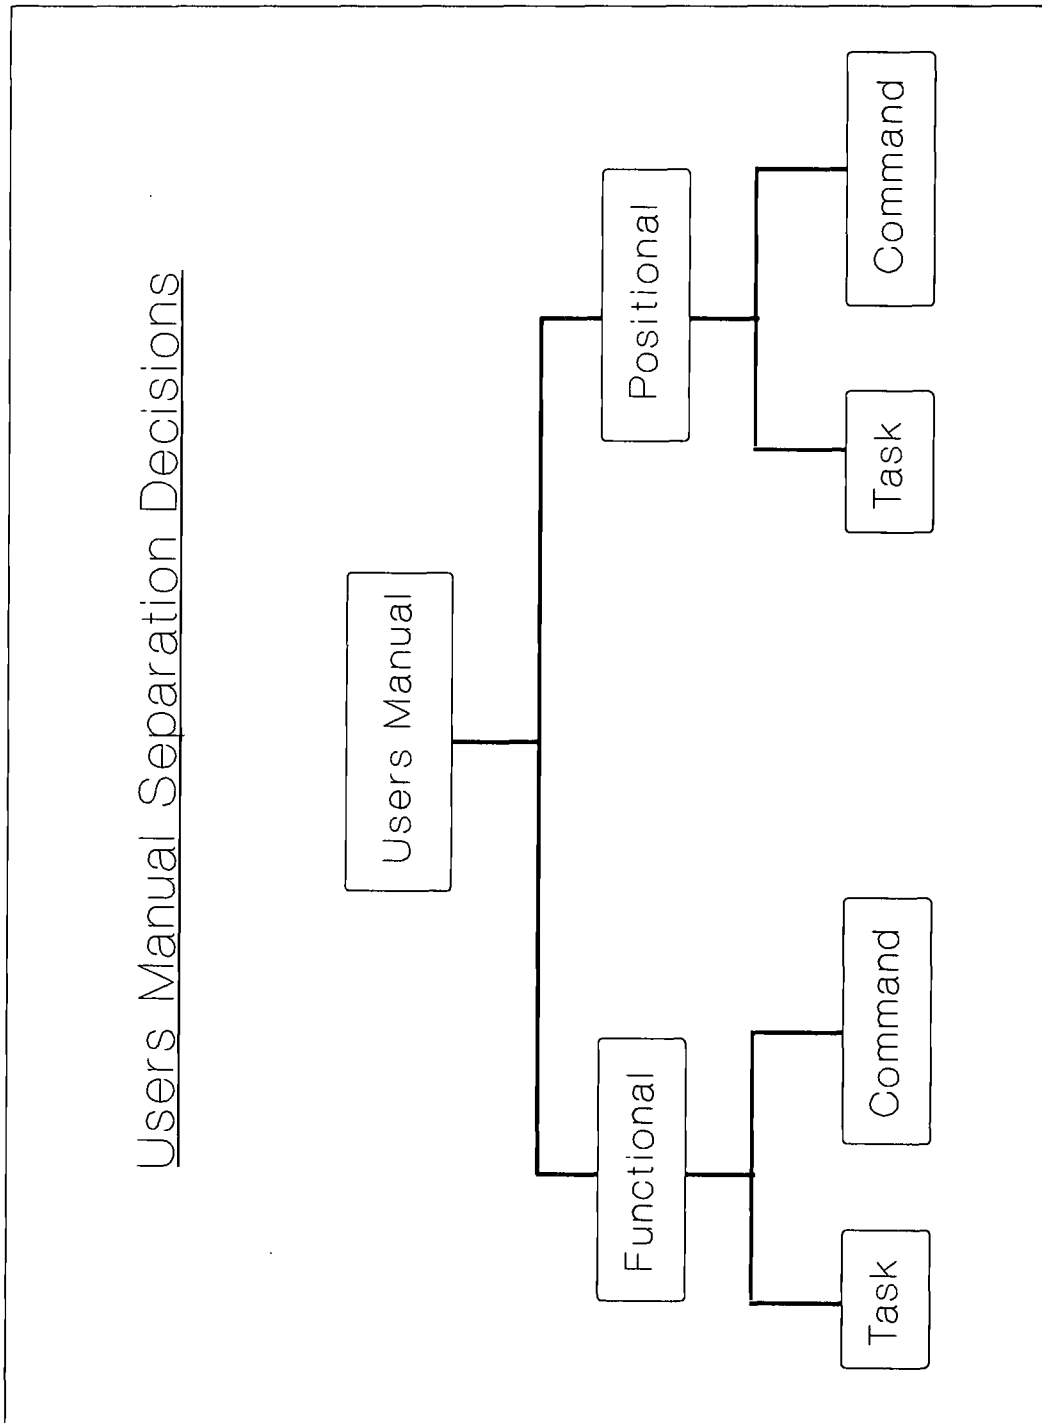 Users Manual Separation Decisions
Users Manual
Functional
Positional
Task
Command
Task
Command